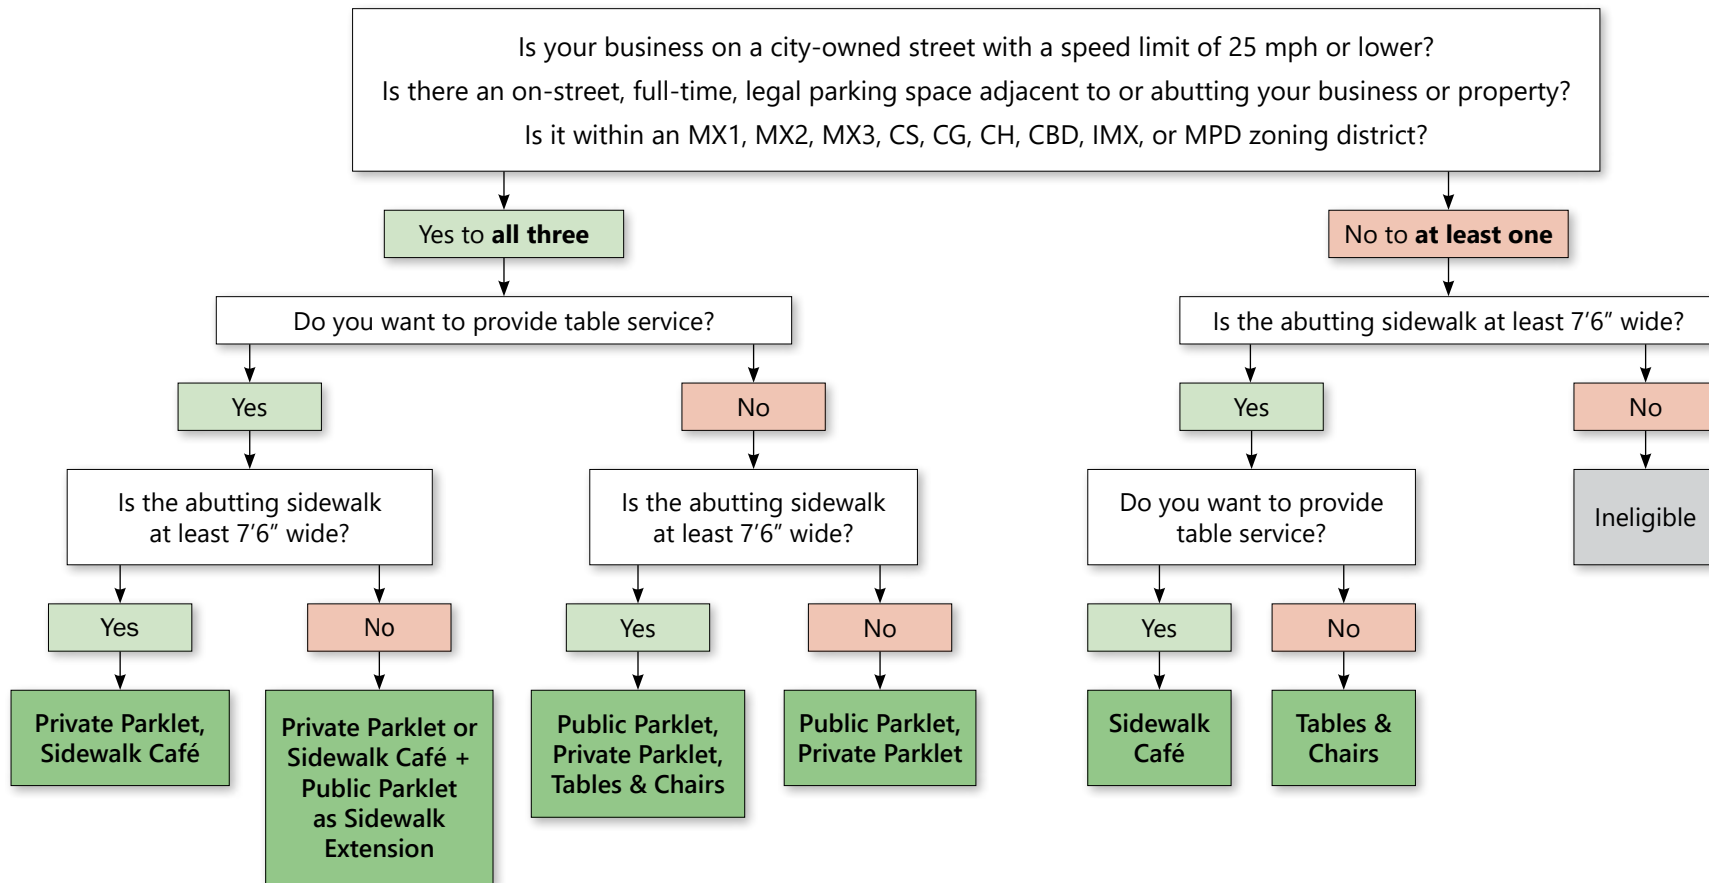 Is your business on a city-owned street with a speed limit of 25 mph or lower?
Is there an on-street, full-time, legal parking space adjacent to or abutting your business or property?
Is it within an MX1, MX2, MX3, CS, CG, CH, CBD, IMX, or MPD zoning district?
Yes to all three
No to at least one
Do you want to provide table service?
Is the abutting sidewalk at least 7’6” wide?
Yes
No
Yes
No
Is the abutting sidewalk
at least 7’6” wide?
Is the abutting sidewalk
at least 7’6” wide?
Do you want to provide
table service?
Ineligible
Yes
No
Yes
No
Yes
No
Private Parklet,
Sidewalk Café
Private Parklet or
Sidewalk Café +
Public Parklet
as Sidewalk
Extension
Public Parklet,
Private Parklet,
Tables & Chairs
Public Parklet,
Private Parklet
Sidewalk
Café
Tables &
Chairs